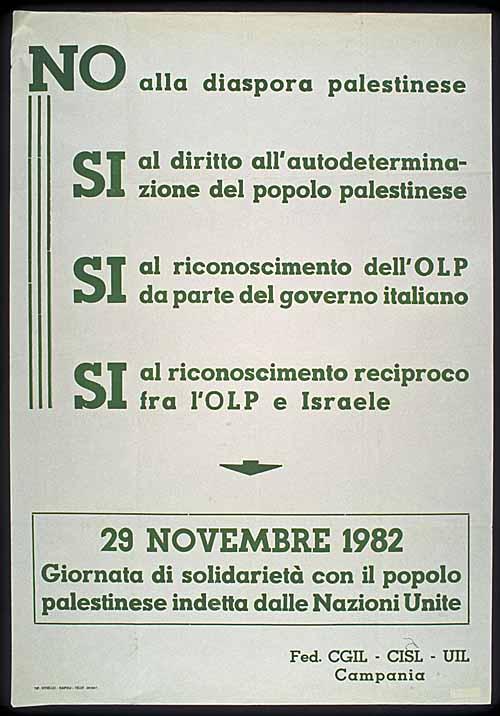 NO alla diaspora palestinese
SI al diritto all'autodetermina-
zione del popolo palestinese
SI al riconoscimento dell'OLP
da parte del governo italiano
SI al riconoscimento reciproco
fra l'OLP e Israele
29 NOVEMBRE 1982
Giornata di solidarietà con il popolo
palestinese indetta dalle Nazioni Unite
Fed. CGIL - CISL - UIL
Campania